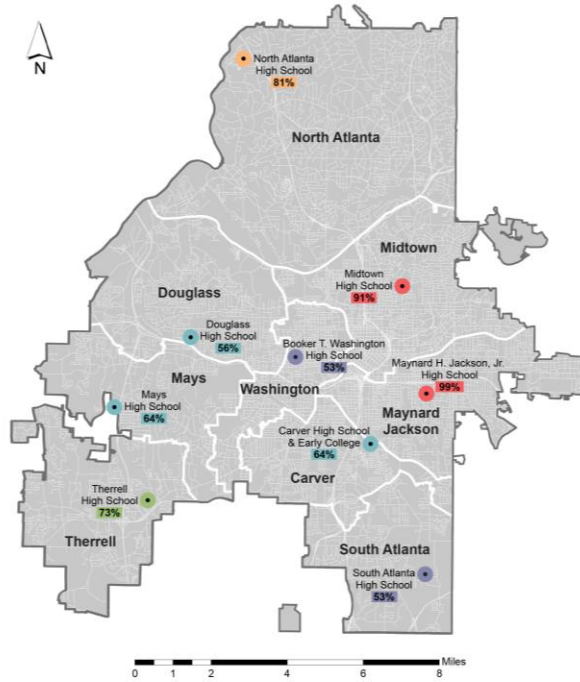 N
North Atlanta
High School
81%
North Atlanta
Midtown
Midtown
High School
91%
Douglass
Douglass
High School
56%
Booker T. Washington
High School
53%
Maynard H. Jackson, Jr.
High School
99%
Mays
Washington
Mays
High School
64%
Maynard
Jackson
Carver High School
& Early College
64%
Carver
Therrell
High School
73%
Therrell
South Atlanta
South Atlanta
High School
53%
Miles
0 0.5 1 2 4 6 8